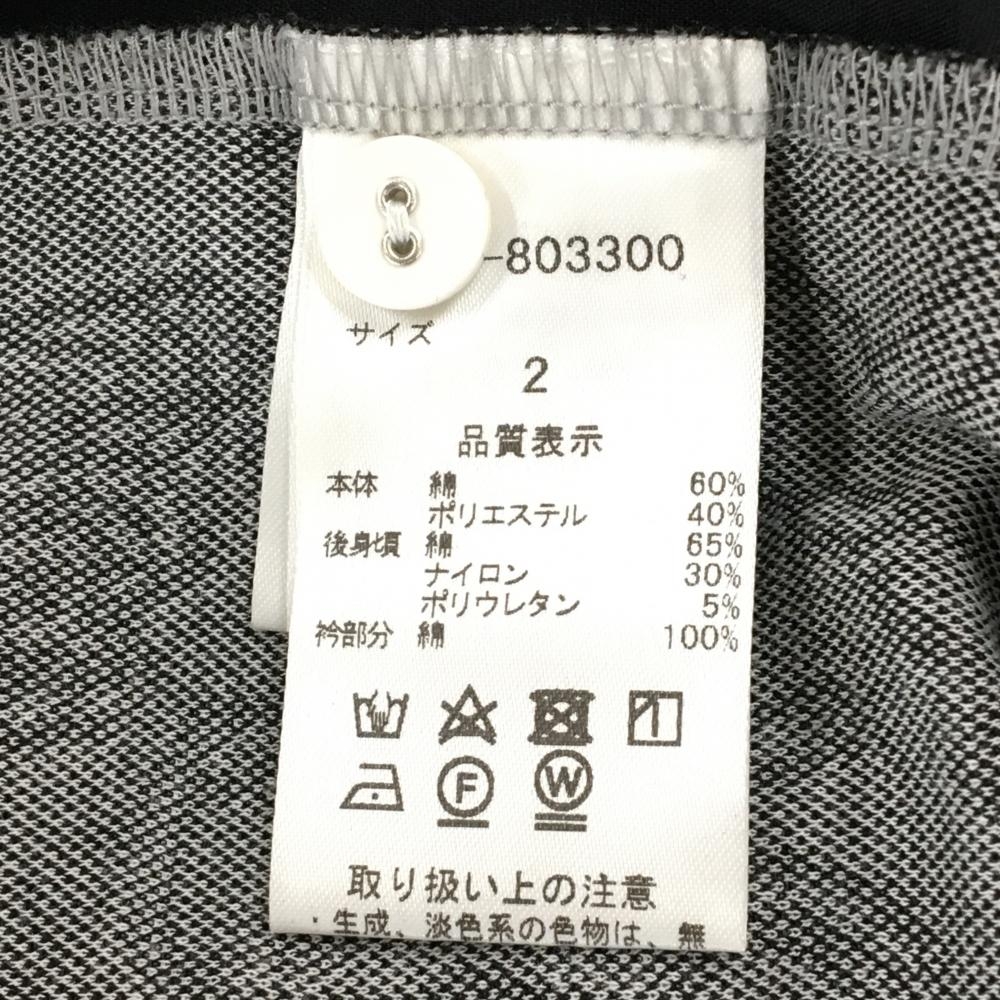 -803300
サイズ
2
品質表示
本体 綿 60%
ポリエステル 40%
後身頃 綿 65%
ナイロン 30%
ポリウレタン 5%
衿部分 綿 100%
F W
取り扱い上の注意
・生成、淡色系の色物は、無